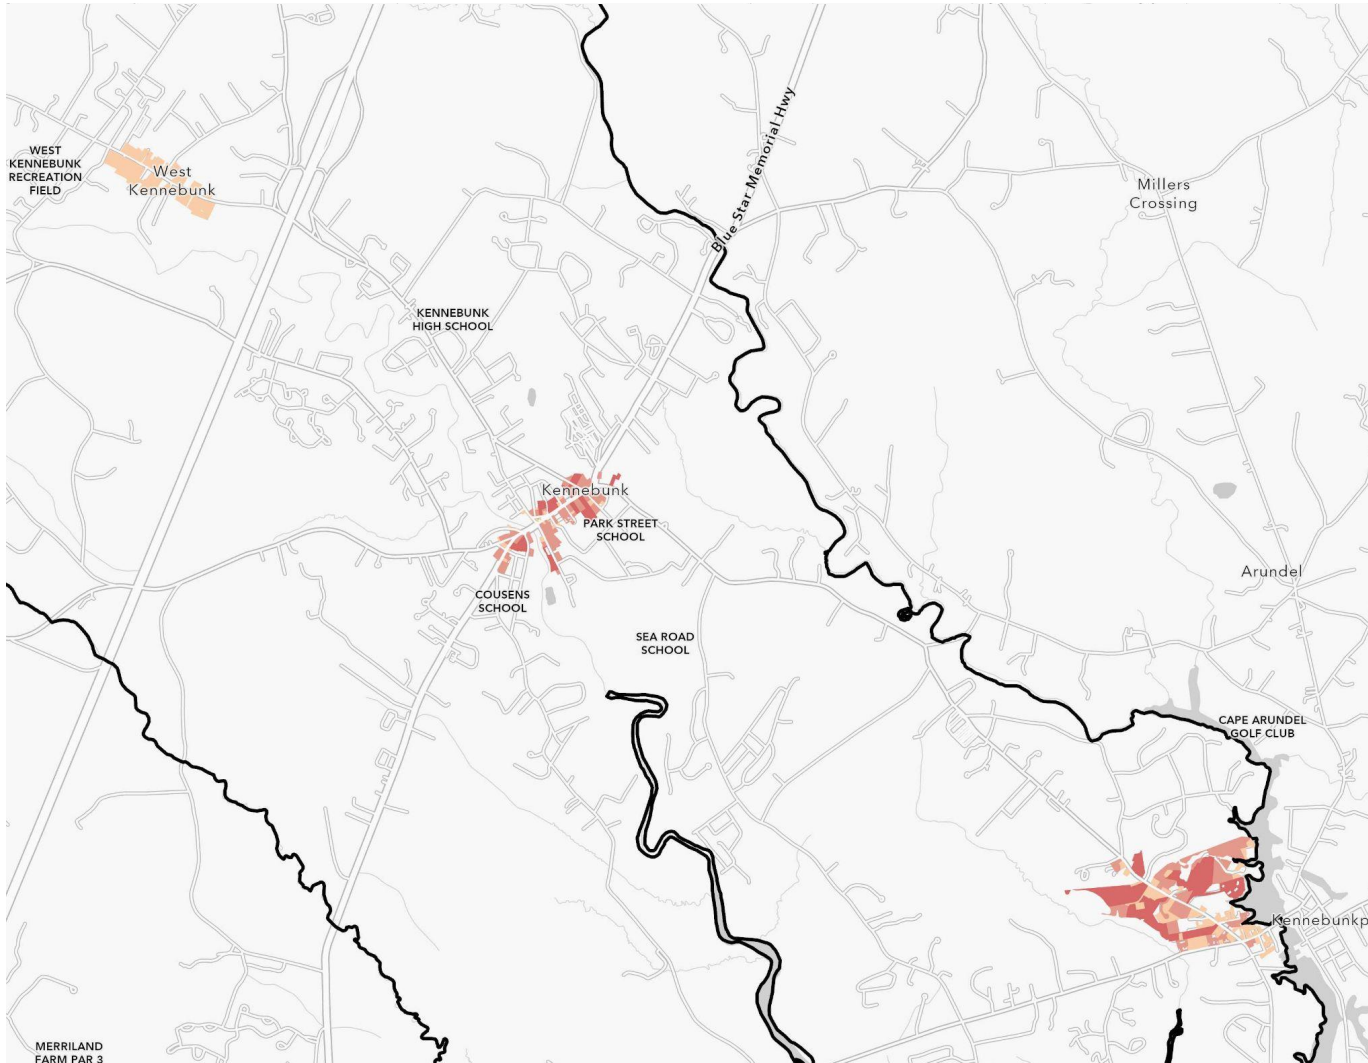 Blue Star Memorial Hwy
WEST
KENNEBUNK
RECREATION
FIELD
West
Kennebunk
Millers
Crossing
KENNEBUNK
HIGH SCHOOL
Kennebunk
PARK STREET
SCHOOL
Arundel
COUSENS
SCHOOL
SEA ROAD
SCHOOL
CAPE ARUNDEL
GOLF CLUB
Kennebunkp
MERRILAND
FARM PAR 3